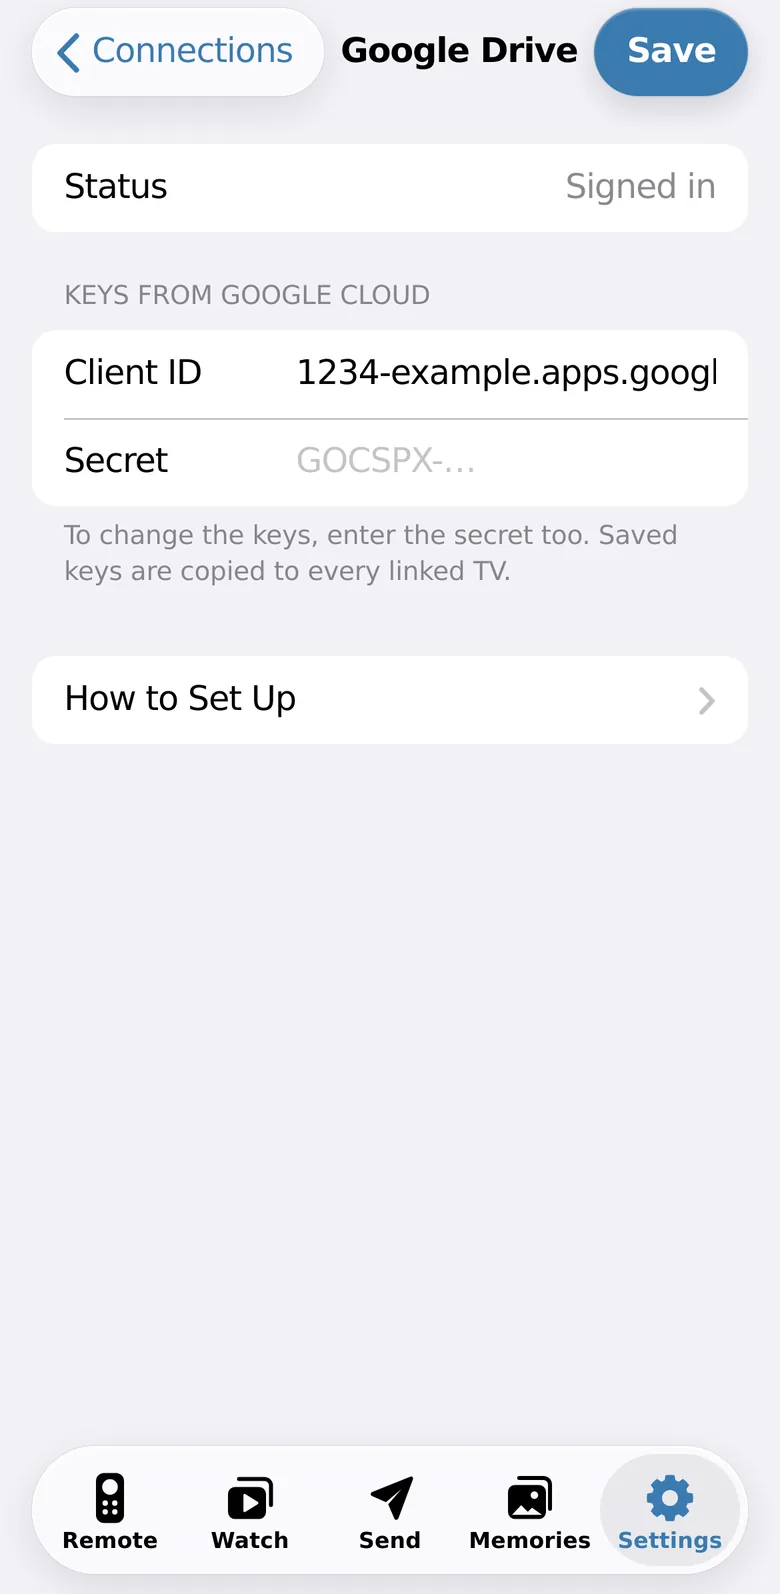 Connections
Google Drive
Save
Status
Signed in
KEYS FROM GOOGLE CLOUD
Client ID
1234-example.apps.googl
Secret
GOCSPX-...
To change the keys, enter the secret too. Saved
keys are copied to every linked TV.
How to Set Up
Remote
Watch
Send
Memories
Settings